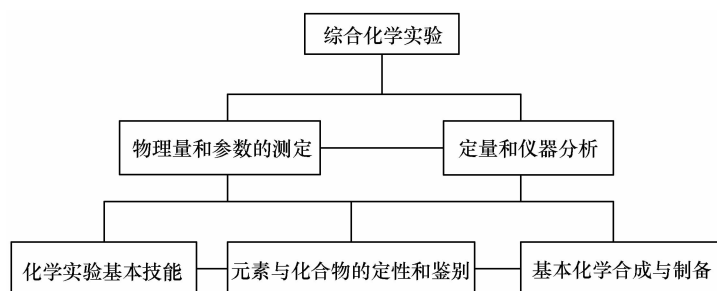 综合化学实验
物理量和参数的测定
定量和仪器分析
化学实验基本技能
元素与化合物的定性和鉴别
基本化学合成与制备